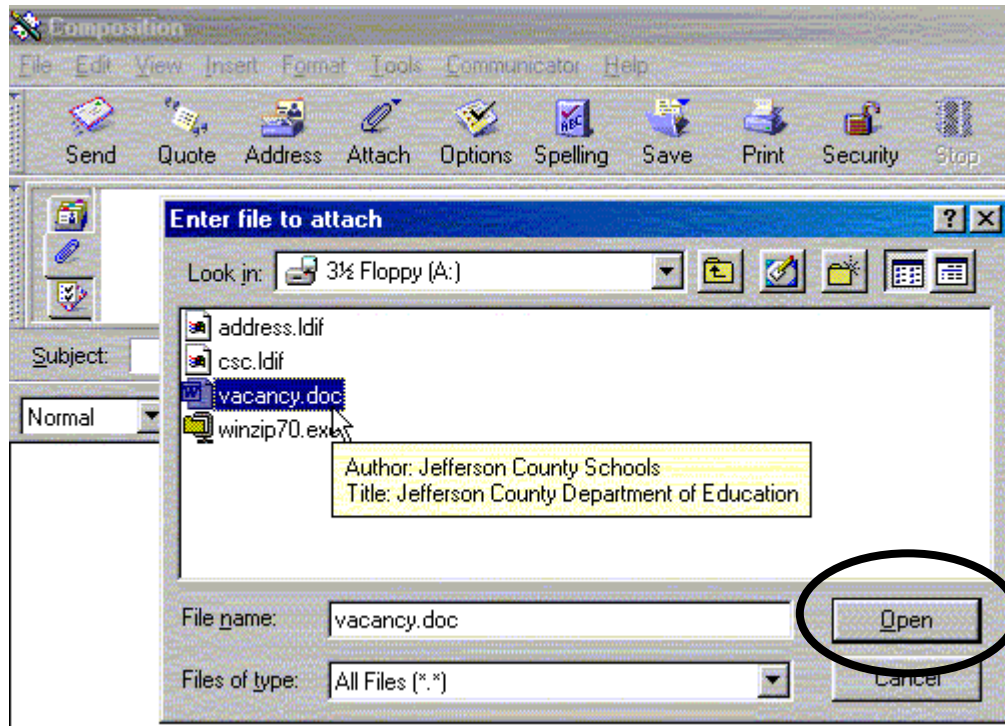 Composition
File Edit View Insert Format Tools Communicator Help
Send Quote Address Attach Options Spelling Save Print Security Stop
Enter file to attach
Look in: 3½ Floppy (A:)
address.ldif
csc.ldif
vacancy.doc
winzip70.exe
Author: Jefferson County Schools
Title: Jefferson County Department of Education
Subject:
Normal
File name: vacancy.doc Open
Files of type: All Files (*.*) Cancel